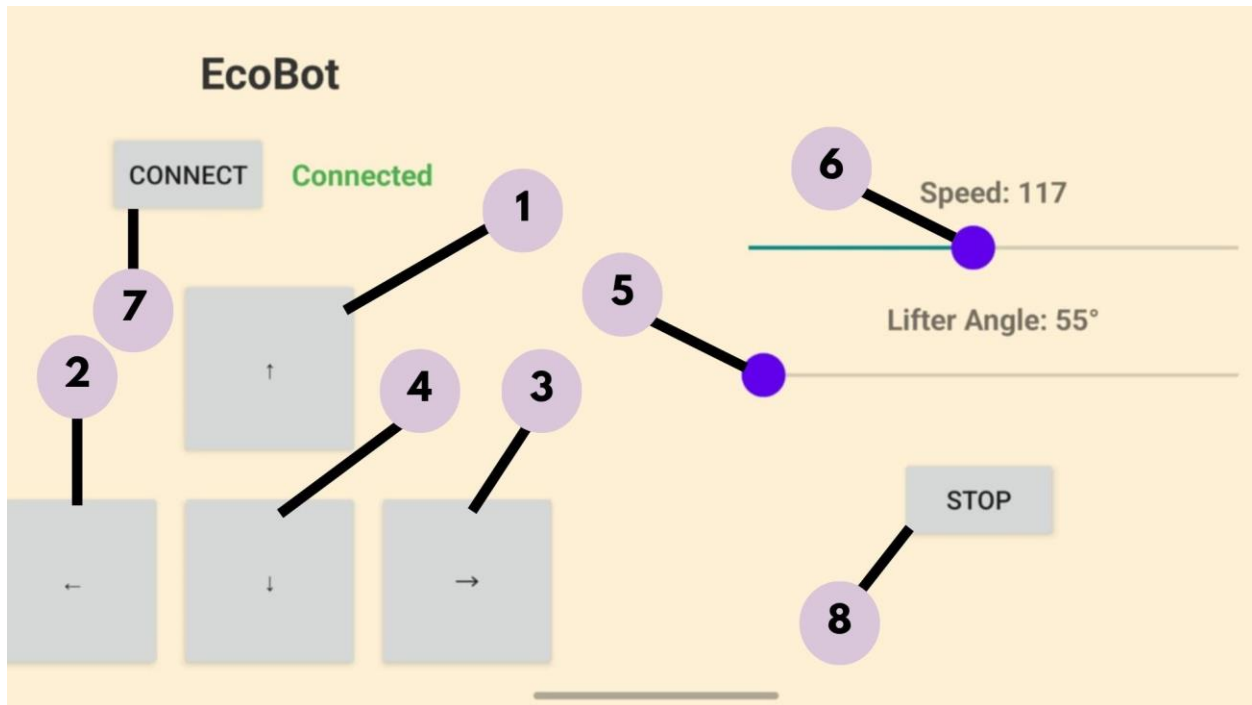 EcoBot
CONNECT Connected
1
6
Speed: 117
5
Lifter Angle: 55°
7
2
↑
4
3
←
↓
→
STOP
8